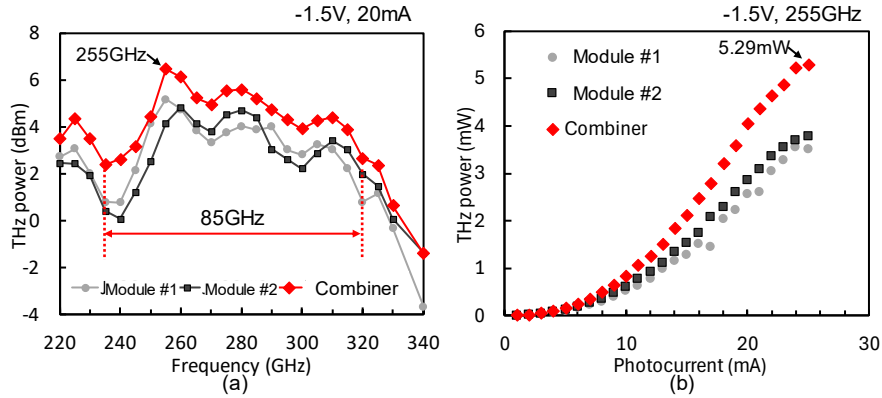 -1.5V, 20mA
8
6
4
2
0
-2
-4
THz power (dBm)
255GHz
85GHz
Module #1
Module #2
Combiner
220 240 260 280 300 320 340
Frequency (GHz)
(a)
-1.5V, 255GHz
6
5
4
3
2
1
0
THz power (mW)
Module #1
Module #2
Combiner
5.29mW
0 10 20 30
Photocurrent (mA)
(b)